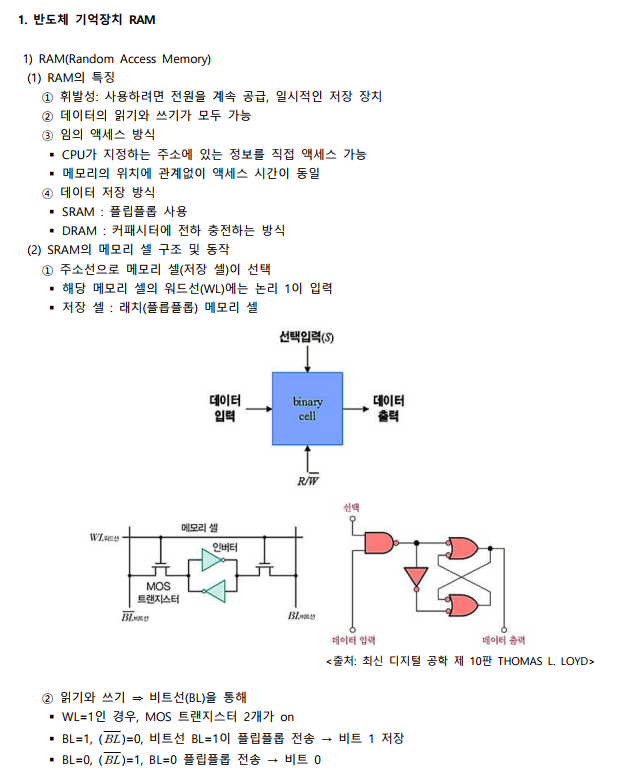 1. 반도체 기억장치 RAM
1) RAM(Random Access Memory)
(1) RAM의 특징
① 휘발성: 사용하려면 전원을 계속 공급, 일시적인 저장 장치
② 데이터의 읽기와 쓰기가 모두 가능
③ 임의 액세스 방식
▪ CPU가 지정하는 주소에 있는 정보를 직접 액세스 가능
▪ 메모리의 위치에 관계없이 액세스 시간이 동일
④ 데이터 저장 방식
▪ SRAM : 플립플롭 사용
▪ DRAM : 커패시터에 전하 충전하는 방식
(2) SRAM의 메모리 셀 구조 및 동작
① 주소선으로 메모리 셀(저장 셀)이 선택
▪ 해당 메모리 셀의 워드선(WL)에는 논리 1이 입력
▪ 저장 셀 : 래치(플릅플롭) 메모리 셀
선택입력(S)
데이터
입력
binary
cell
데이터
출력
R/W̅
메모리 셀
WL워드선
인버터
MOS
트랜지스터
B̅L̅비트선
BL비트선
선택
데이터 입력
데이터 출력
<출처: 최신 디지털 공학 제 10판 THOMAS L. LOYD>
② 읽기와 쓰기 ⇒ 비트선(BL)을 통해
▪ WL=1인 경우, MOS 트랜지스터 2개가 on
▪ BL=1, (B̅L̅)=0, 비트선 BL=1이 플립플롭 전송 → 비트 1 저장
▪ BL=0, (B̅L̅)=1, BL=0 플립플롭 전송 → 비트 0